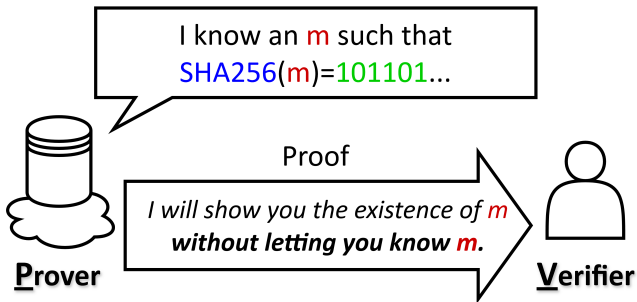 I know an m such that
SHA256(m)=101101...
Proof
I will show you the existence of m
without letting you know m.
Prover
Verifier